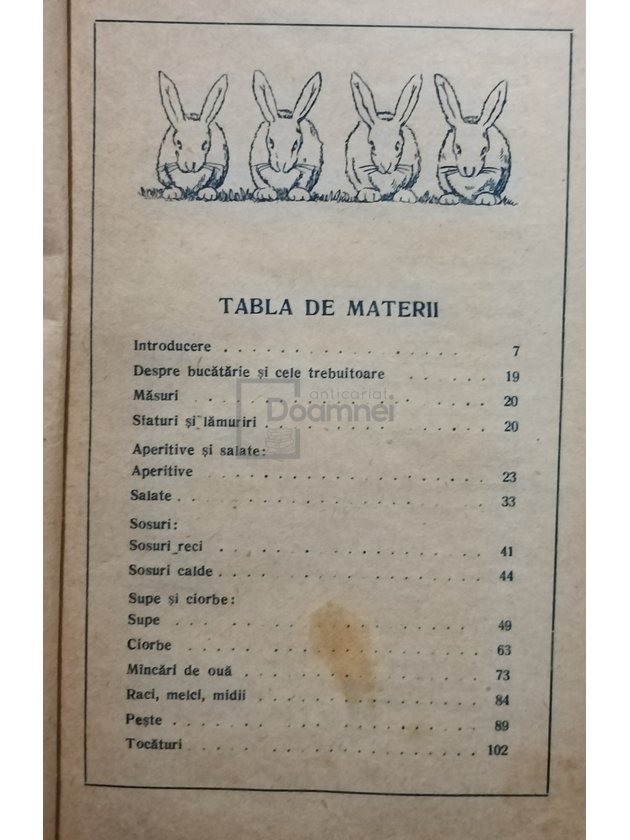 TABLA DE MATERII
Introducere . . . . . . . . . . . . . . . . . 7
Despre bucătărie și cele trebuitoare . . . . . . 19
Măsuri . . . . . . . . . . . . . . . . . . . 20
anticariat
Doamnei
Sfaturi și lămuriri . . . . . . . . . . . . . . 20
Aperitive și salate:
Aperitive . . . . . . . . . . . . . . . . . . 23
Salate . . . . . . . . . . . . . . . . . . . 33
Sosuri:
Sosuri reci . . . . . . . . . . . . . . . . . 41
Sosuri calde . . . . . . . . . . . . . . . . . 44
Supe și ciorbe:
Supe . . . . . . . . . . . . . . . . . . . 49
Ciorbe . . . . . . . . . . . . . . . . . . . 63
Mîncări de ouă . . . . . . . . . . . . . . . . 73
Raci, melci, midii . . . . . . . . . . . . . . . 84
Pește . . . . . . . . . . . . . . . . . . . 89
Tocături . . . . . . . . . . . . . . . . . . 102